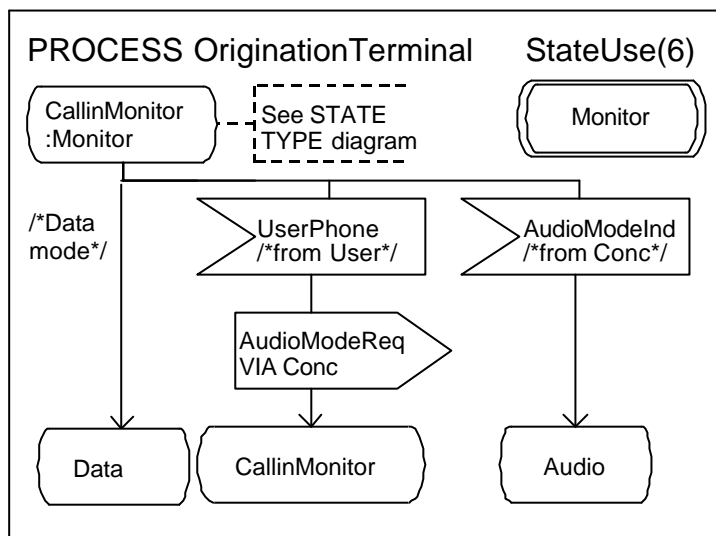 PROCESS OriginationTerminal StateUse(6)
CallinMonitor
:Monitor
See STATE
TYPE diagram
Monitor
/*Data
mode*/
UserPhone
/*from User*/
AudioModeInd
/*from Conc*/
AudioModeReq
VIA Conc
Data
CallinMonitor
Audio